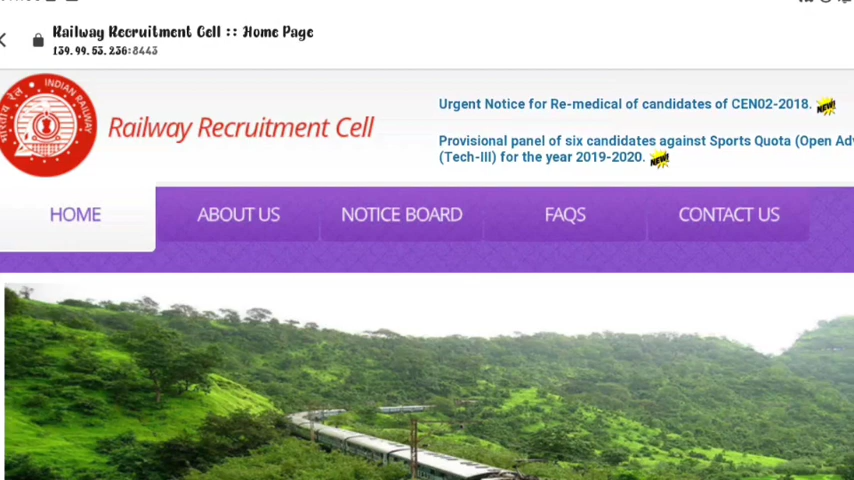 Railway Recruitment Cell :: Home Page
139.99.53.236:8443
INDIAN RAILWAY
भारतीय रेल
Railway Recruitment Cell
Urgent Notice for Re-medical of candidates of CEN02-2018. NEW!
Provisional panel of six candidates against Sports Quota (Open Adv
(Tech-III) for the year 2019-2020. NEW!
HOME
ABOUT US
NOTICE BOARD
FAQS
CONTACT US